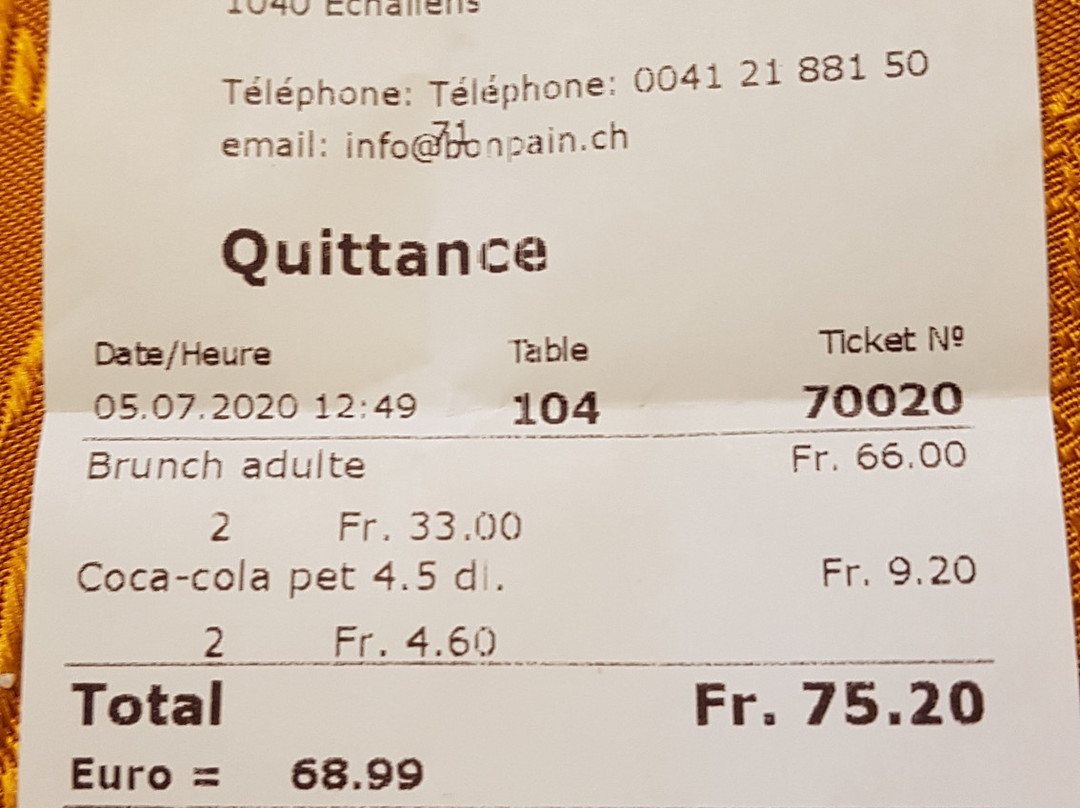 1040 Echallens
Téléphone: Téléphone: 0041 21 881 50
71
email: info@bonpain.ch
Quittance
Date/Heure Table Ticket Nº
05.07.2020 12:49 104 70020
Brunch adulte Fr. 66.00
2 Fr. 33.00
Coca-cola pet 4.5 dl. Fr. 9.20
2 Fr. 4.60
Total Fr. 75.20
Euro = 68.99